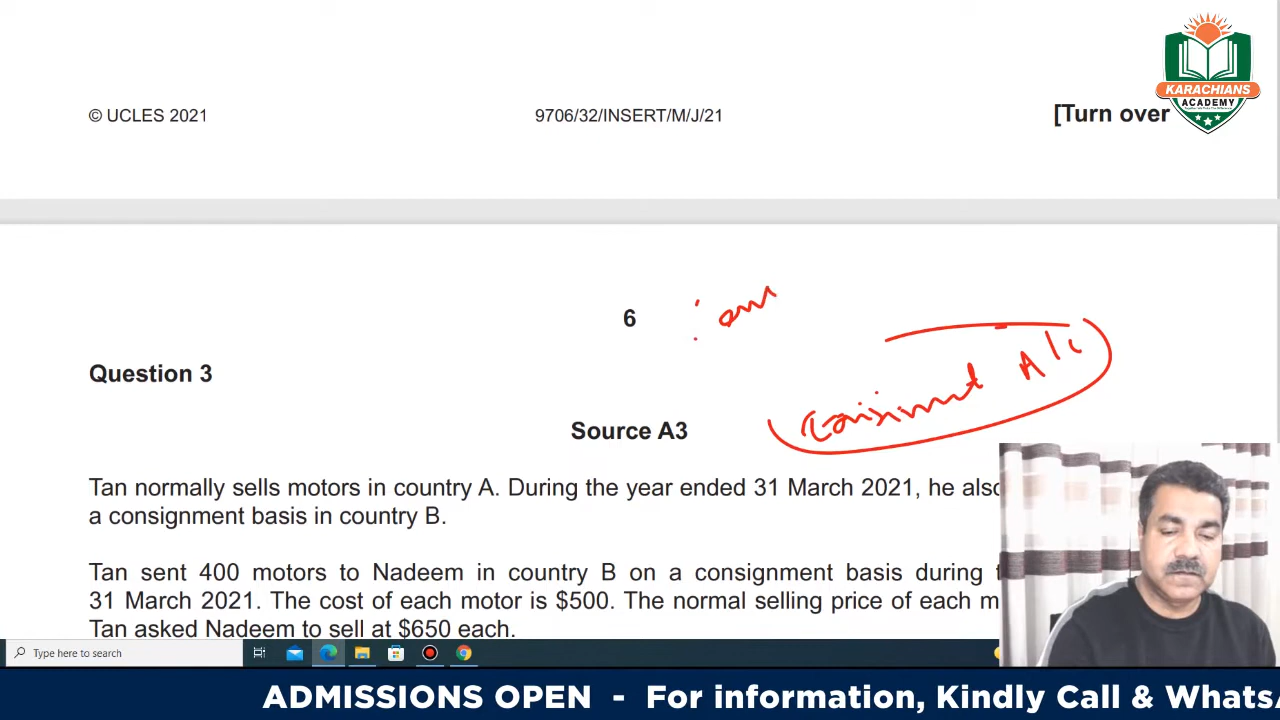 KARACHIANS
ACADEMY
© UCLES 2021
9706/32/INSERT/M/J/21
[Turn over
6
Question 3
A/c
Source A3
Tan normally sells motors in country A. During the year ended 31 March 2021, he also
a consignment basis in country B.
Tan sent 400 motors to Nadeem in country B on a consignment basis during
31 March 2021. The cost of each motor is $500. The normal selling price of each
Tan asked Nadeem to sell at $650 each.
Type here to search
ADMISSIONS OPEN - For information, Kindly Call & Whats